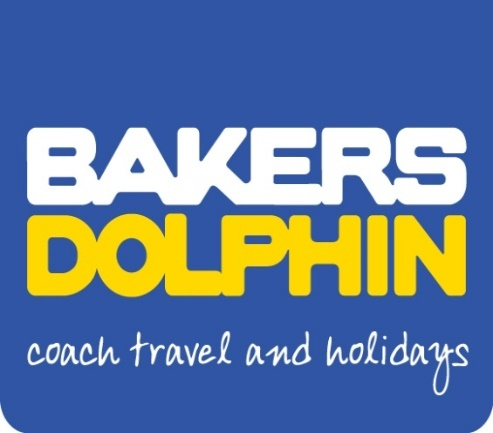 BAKERS
DOLPHIN
coach travel and holidays